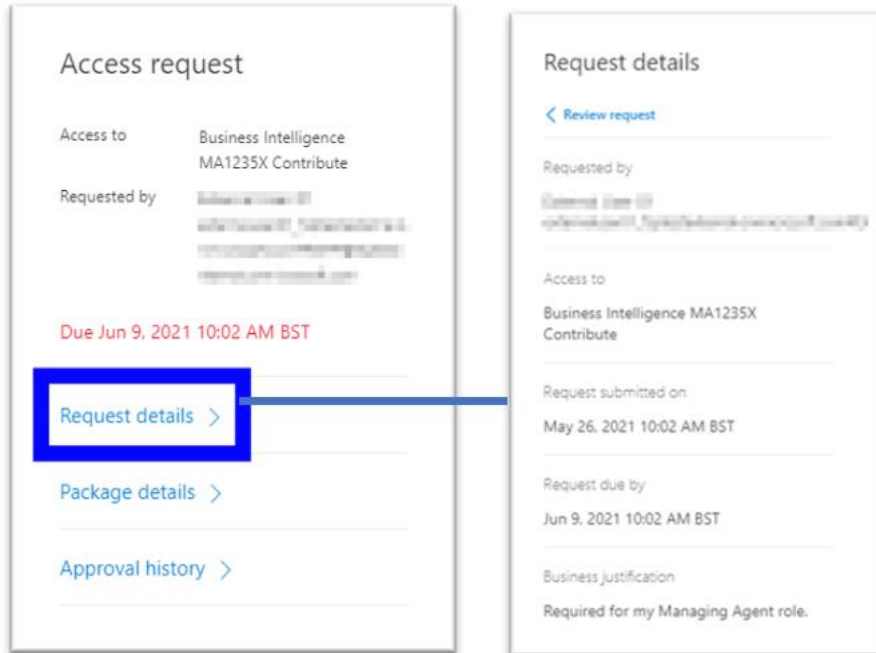 Access request
Access to
Business Intelligence
MA1235X Contribute
Requested by
Due Jun 9, 2021 10:02 AM BST
Request details
Package details
Approval history
Request details
Review request
Requested by
Access to
Business Intelligence MA1235X
Contribute
Request submitted on
May 26, 2021 10:02 AM BST
Request due by
Jun 9, 2021 10:02 AM BST
Business justification
Required for my Managing Agent role.